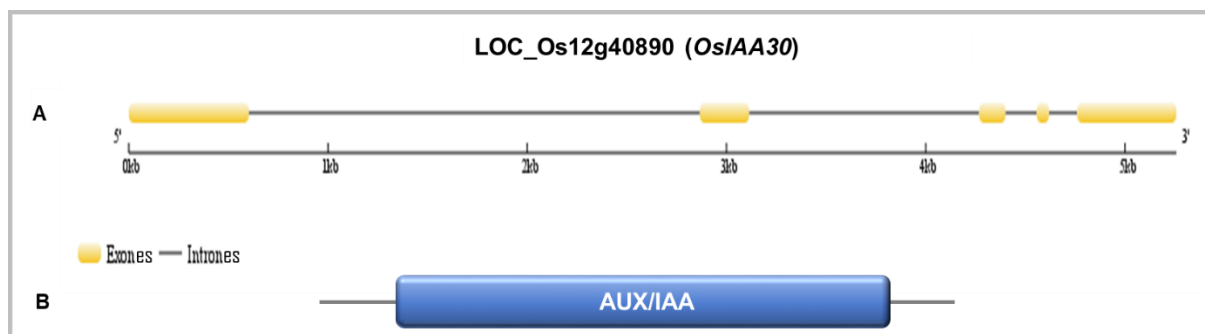 LOC_Os12g40890 (OsIAA30)
A
5'
3'
0kb 1kb 2kb 3kb 4kb 5kb
Exones Intrones
B AUX/IAA